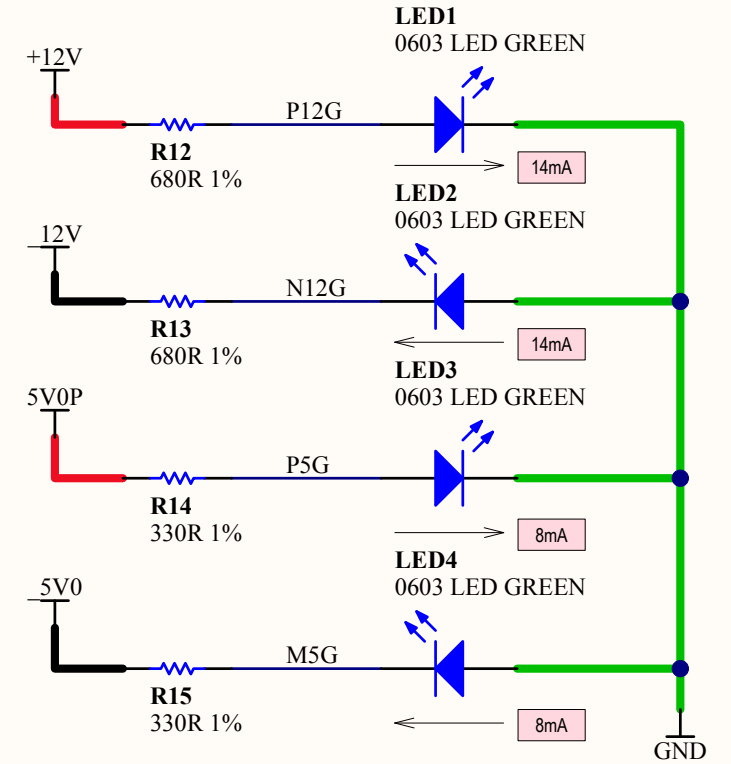 LED1
0603 LED GREEN
+12V
P12G
R12
680R 1%
14mA
LED2
0603 LED GREEN
−12V
N12G
R13
680R 1%
14mA
LED3
0603 LED GREEN
5V0P
P5G
R14
330R 1%
8mA
LED4
0603 LED GREEN
−5V0
M5G
R15
330R 1%
8mA
GND